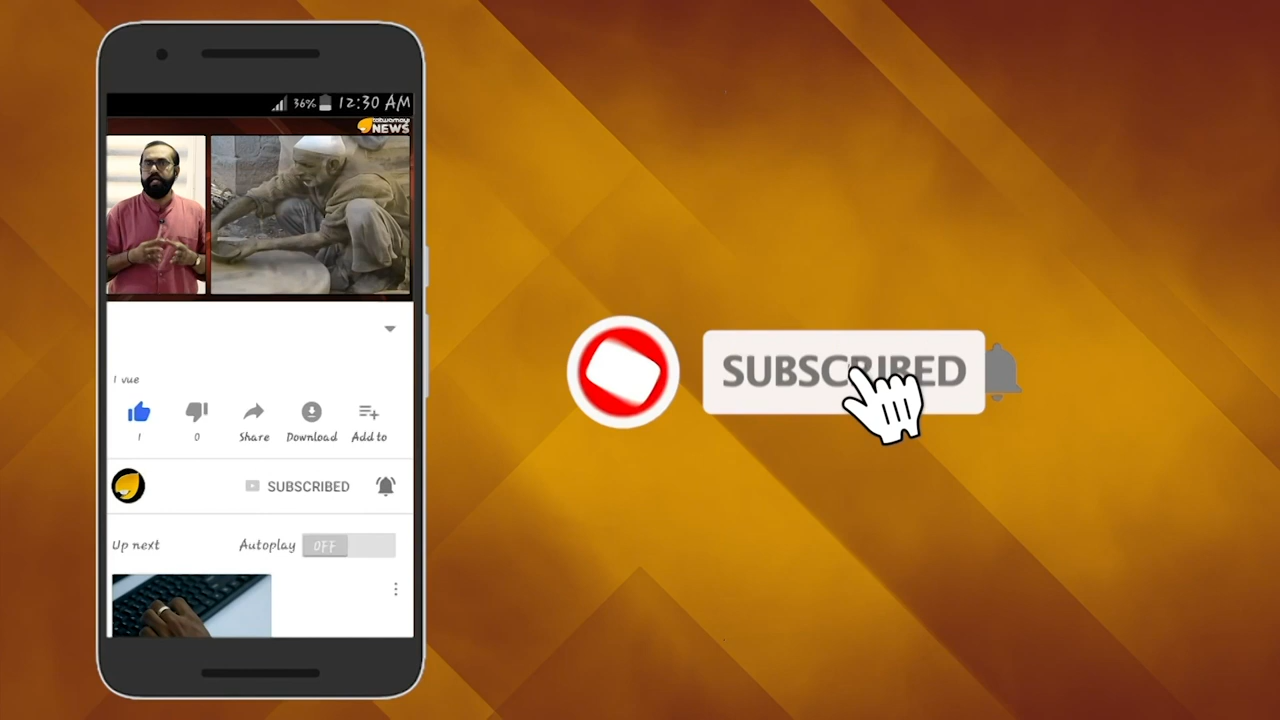 36% 12:30 AM
tatwamayi
NEWS
1 vue
1 0 Share Download Add to
SUBSCRIBED
Up next Autoplay OFF
SUBSCRIBED